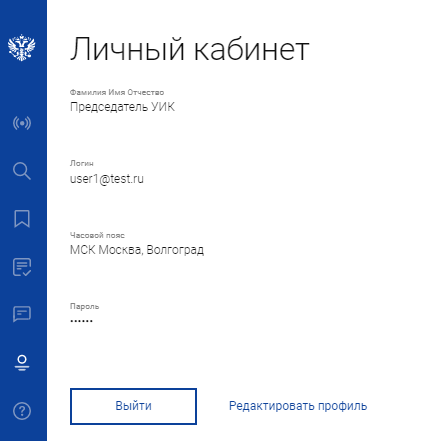 Личный кабинет
Фамилия Имя Отчество
Председатель УИК
Логин
user1@test.ru
Часовой пояс
МСК Москва, Волгоград
Пароль
••••••
Выйти
Редактировать профиль